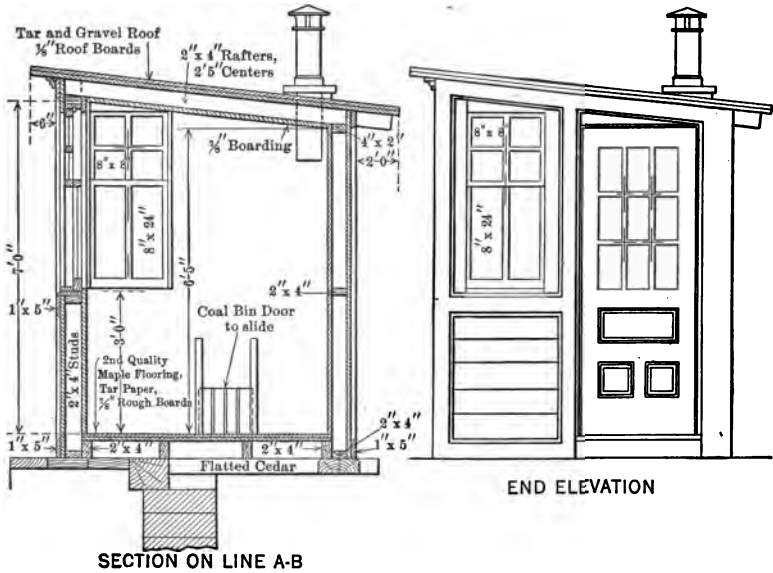 Tar and Gravel Roof
⅞" Roof Boards
2" x 4" Rafters,
2'5" Centers
6"
8" x 8
⅞" Boarding
4" x 2"
2'-0"
8" x 24"
7'-0"
6'-5"
1" x 5"
2" x 4"
Coal Bin Door
to slide
3'-0"
2" x 4" Studs
2nd Quality
Maple Flooring,
Tar Paper,
⅞" Rough Boards
1" x 5"
2" x 4"
2" x 4"
2" x 4"
1" x 5"
Flatted Cedar
SECTION ON LINE A-B
8" x 8
8" x 24"
END ELEVATION